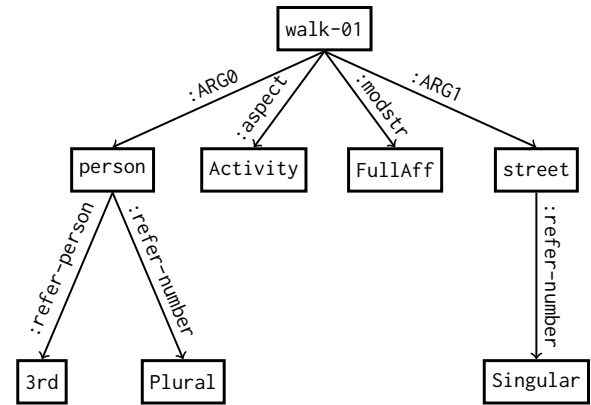 walk-01
:ARG0
:aspect
:modstr
:ARG1
person
Activity
FullAff
street
:refer-person
:refer-number
:refer-number
3rd
Plural
Singular